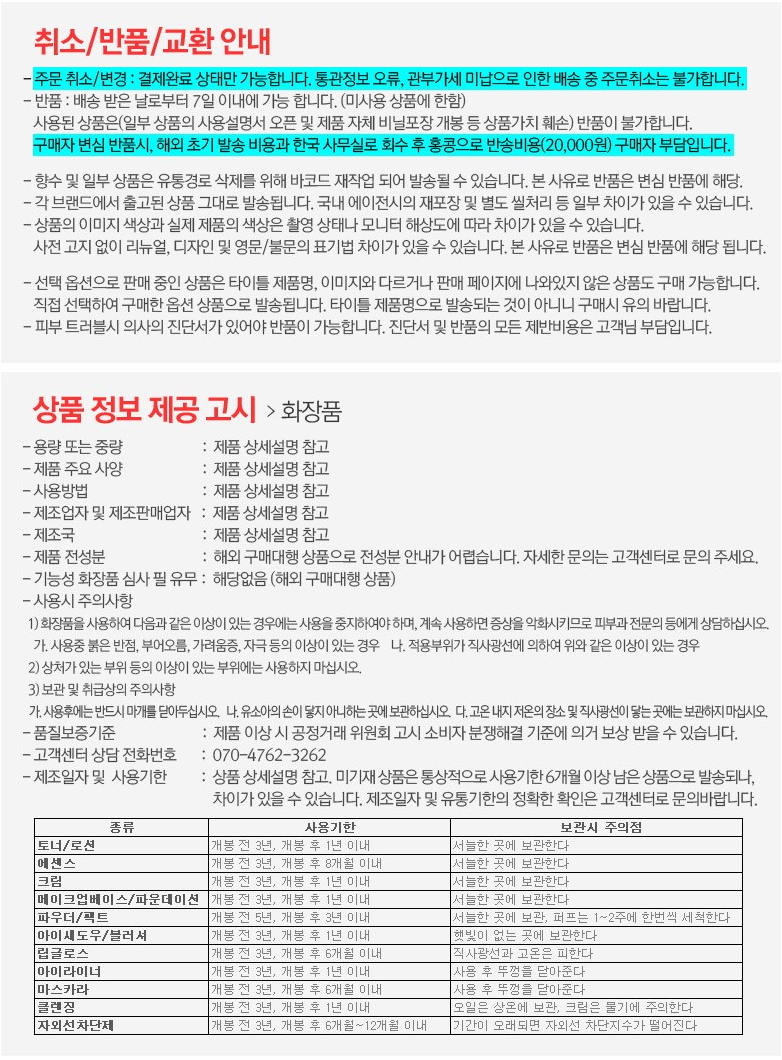 취소/반품/교환 안내
- 주문 취소/변경 : 결제완료 상태만 가능합니다. 통관정보 오류, 관부가세 미납으로 인한 배송 중 주문취소는 불가합니다.
- 반품 : 배송 받은 날로부터 7일 이내에 가능 합니다. (미사용 상품에 한함)
사용된 상품은(일부 상품의 사용설명서 오픈 및 제품 자체 비닐포장 개봉 등 상품가치 훼손) 반품이 불가합니다.
구매자 변심 반품시, 해외 초기 발송 비용과 한국 사무실로 회수 후 홍콩으로 반송비용(20,000원) 구매자 부담입니다.
- 향수 및 일부 상품은 유통경로 삭제를 위해 바코드 재작업 되어 발송될 수 있습니다. 본 사유로 반품은 변심 반품에 해당.
- 각 브랜드에서 출고된 상품 그대로 발송됩니다. 국내 에이전시의 재포장 및 별도 씰처리 등 일부 차이가 있을 수 있습니다.
- 상품의 이미지 색상과 실제 제품의 색상은 촬영 상태나 모니터 해상도에 따라 차이가 있을 수 있습니다.
사전 고지 없이 리뉴얼, 디자인 및 영문/불문의 표기법 차이가 있을 수 있습니다. 본 사유로 반품은 변심 반품에 해당 됩니다.
- 선택 옵션으로 판매 중인 상품은 타이틀 제품명, 이미지와 다르거나 판매 페이지에 나와있지 않은 상품도 구매 가능합니다.
직접 선택하여 구매한 옵션 상품으로 발송됩니다. 타이틀 제품명으로 발송되는 것이 아니니 구매시 유의 바랍니다.
- 피부 트러블시 의사의 진단서가 있어야 반품이 가능합니다. 진단서 및 반품의 모든 제반비용은 고객님 부담입니다.
상품 정보 제공 고시 > 화장품
- 용량 또는 중량 : 제품 상세설명 참고
- 제품 주요 사양 : 제품 상세설명 참고
- 사용방법 : 제품 상세설명 참고
- 제조업자 및 제조판매업자 : 제품 상세설명 참고
- 제조국 : 제품 상세설명 참고
- 제품 전성분 : 해외 구매대행 상품으로 전성분 안내가 어렵습니다. 자세한 문의는 고객센터로 문의 주세요.
- 기능성 화장품 심사 필 유무 : 해당없음 (해외 구매대행 상품)
- 사용시 주의사항
1) 화장품을 사용하여 다음과 같은 이상이 있는 경우에는 사용을 중지하여야 하며, 계속 사용하면 증상을 악화시키므로 피부과 전문의 등에게 상담하십시오.
가. 사용중 붉은 반점, 부어오름, 가려움증, 자극 등의 이상이 있는 경우 나. 적용부위가 직사광선에 의하여 위와 같은 이상이 있는 경우
2) 상처가 있는 부위 등의 이상이 있는 부위에는 사용하지 마십시오.
3) 보관 및 취급상의 주의사항
가. 사용후에는 반드시 마개를 닫아두십시오. 나. 유소아의 손이 닿지 아니하는 곳에 보관하십시오. 다. 고온 내지 저온의 장소 및 직사광선이 닿는 곳에는 보관하지 마십시오.
- 품질보증기준 : 제품 이상 시 공정거래 위원회 고시 소비자 분쟁해결 기준에 의거 보상 받을 수 있습니다.
- 고객센터 상담 전화번호 : 070-4762-3262
- 제조일자 및 사용기한 : 상품 상세설명 참고. 미기재 상품은 통상적으로 사용기한 6개월 이상 남은 상품으로 발송되나,
차이가 있을 수 있습니다. 제조일자 및 유통기한의 정확한 확인은 고객센터로 문의바랍니다.
종류 사용기한 보관시 주의점
토너/로션 개봉 전 3년, 개봉 후 1년 이내 서늘한 곳에 보관한다
에센스 개봉 전 3년, 개봉 후 8개월 이내 서늘한 곳에 보관한다
크림 개봉 전 3년, 개봉 후 1년 이내 서늘한 곳에 보관한다
메이크업베이스/파운데이션 개봉 전 3년, 개봉 후 1년 이내 서늘한 곳에 보관한다
파우더/팩트 개봉 전 5년, 개봉 후 3년 이내 서늘한 곳에 보관, 퍼프는 1~2주에 한번씩 세척한다
아이섀도우/블러셔 개봉 전 3년, 개봉 후 1년 이내 햇빛이 없는 곳에 보관한다
립글로스 개봉 전 3년, 개봉 후 6개월 이내 직사광선과 고온은 피한다
아이라이너 개봉 전 3년, 개봉 후 1년 이내 사용 후 뚜껑을 닫아준다
마스카라 개봉 전 3년, 개봉 후 6개월 이내 사용 후 뚜껑을 닫아준다
클렌징 개봉 전 3년, 개봉 후 1년 이내 오일은 상온에 보관, 크림은 물기에 주의한다
자외선차단제 개봉 전 3년, 개봉 후 6개월~12개월 이내 기간이 오래되면 자외선 차단지수가 떨어진다